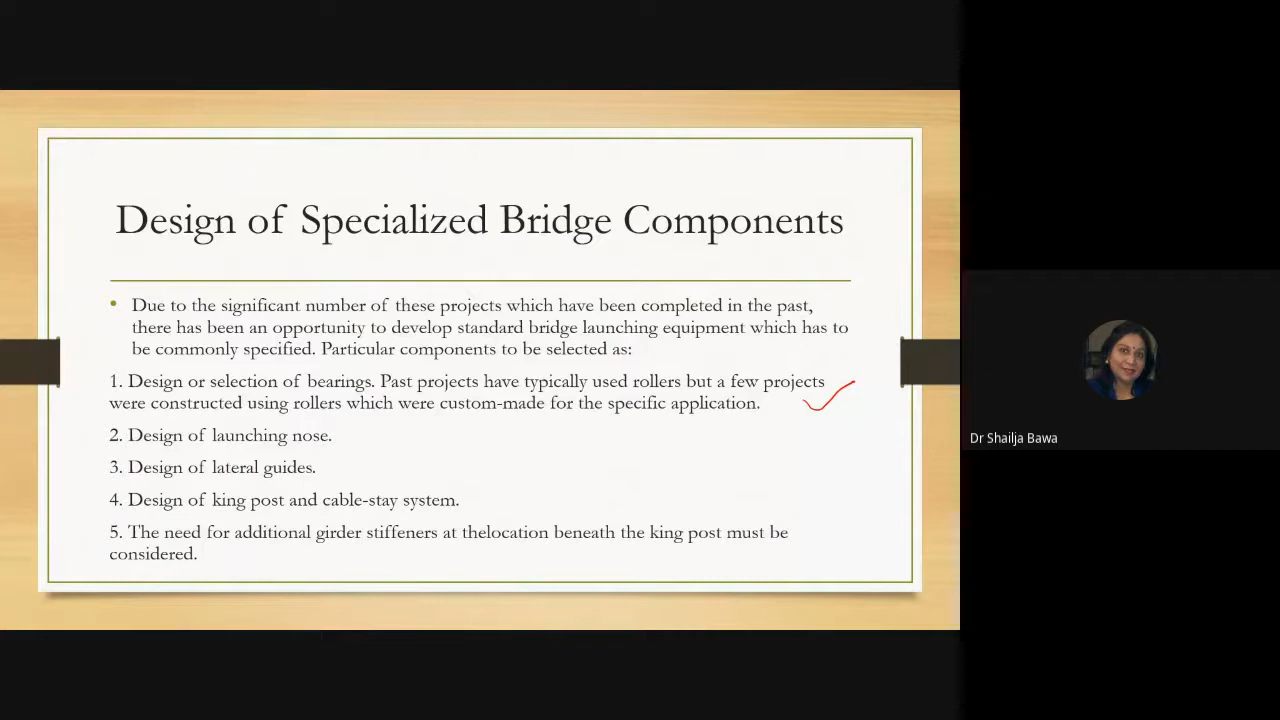 Design of Specialized Bridge Components
• Due to the significant number of these projects which have been completed in the past,
there has been an opportunity to develop standard bridge launching equipment which has to
be commonly specified. Particular components to be selected as:
1. Design or selection of bearings. Past projects have typically used rollers but a few projects
were constructed using rollers which were custom-made for the specific application.
2. Design of launching nose.
3. Design of lateral guides.
4. Design of king post and cable-stay system.
5. The need for additional girder stiffeners at thelocation beneath the king post must be
considered.
Dr Shailja Bawa